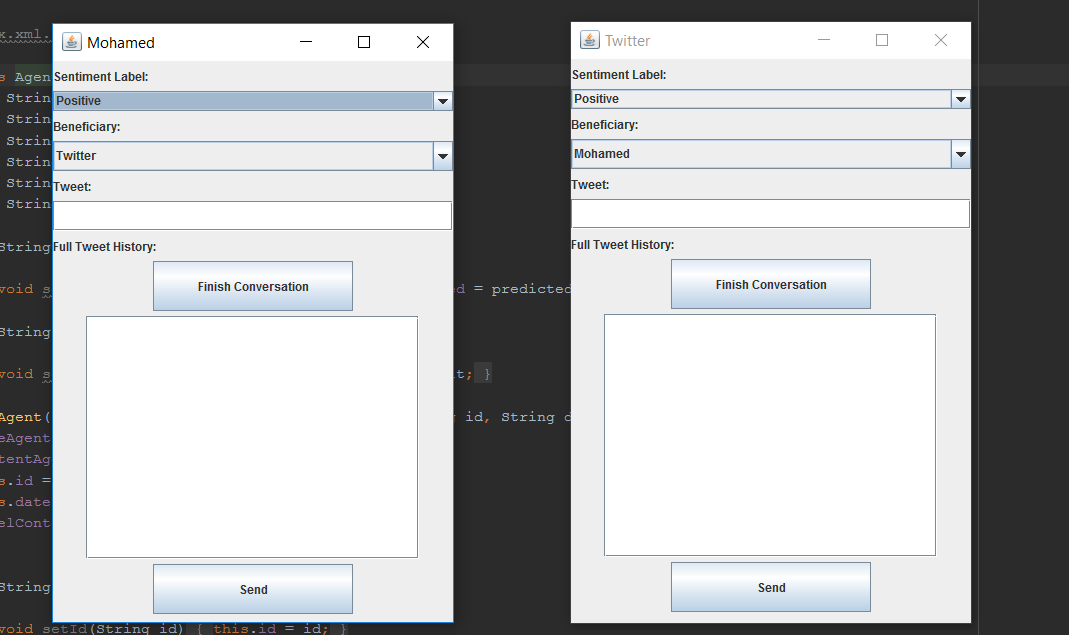 Mohamed
Sentiment Label:
Positive
Beneficiary:
Twitter
Tweet:
Full Tweet History:
Finish Conversation
Send
Twitter
Sentiment Label:
Positive
Beneficiary:
Mohamed
Tweet:
Full Tweet History:
Finish Conversation
Send
x.xml.
s Agen
Strin
Strin
Strin
Strin
Strin
Strin
String
void s
d = predicted
String
void s
t; }
Agent(
id, String d
eAgent
tentAg
s.id =
s.date
elCont
String
void setId(String id) { this.id = id; }